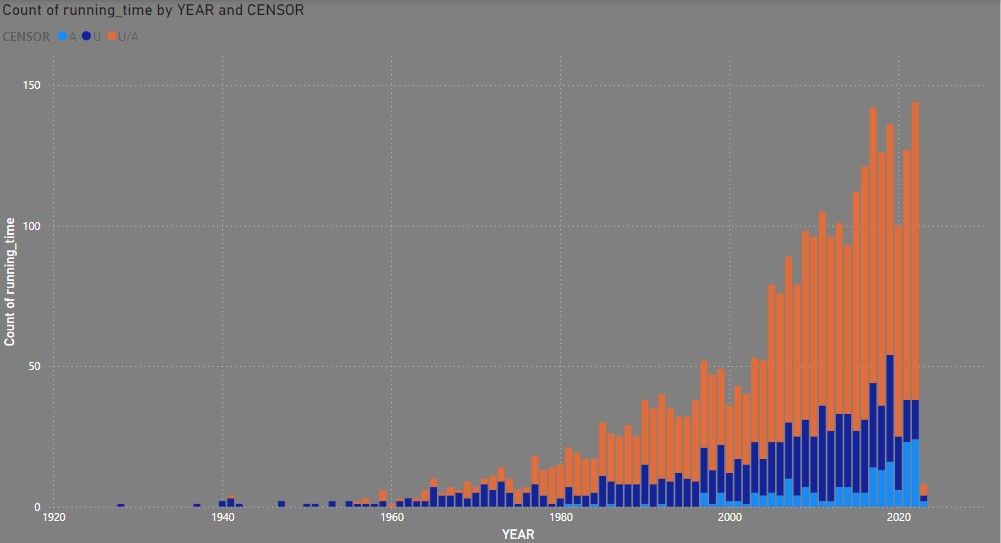 Count of running_time by YEAR and CENSOR
CENSOR A U U/A
150
100
50
0
Count of running_time
1920 1940 1960 1980 2000 2020
YEAR